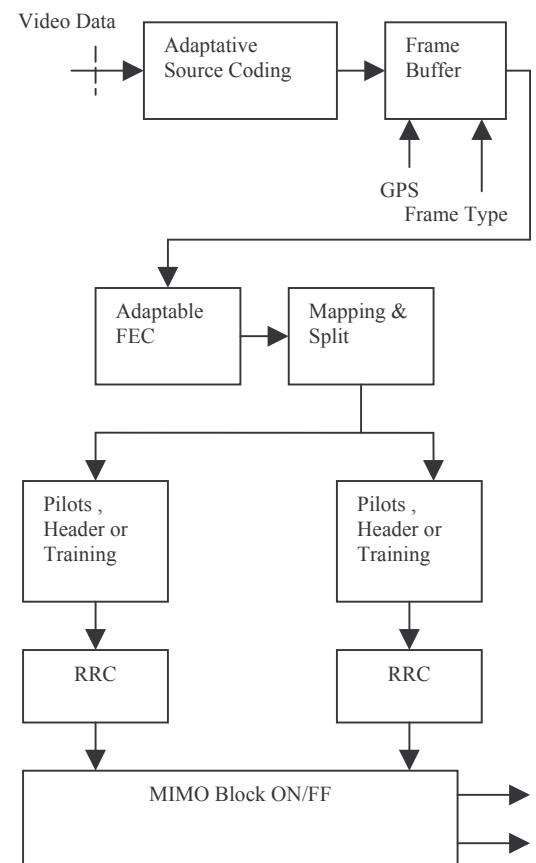 Video Data
Adaptative
Source Coding
Frame
Buffer
GPS
Frame Type
Adaptable
FEC
Mapping &
Split
Pilots ,
Header or
Training
Pilots ,
Header or
Training
RRC
RRC
MIMO Block ON/FF